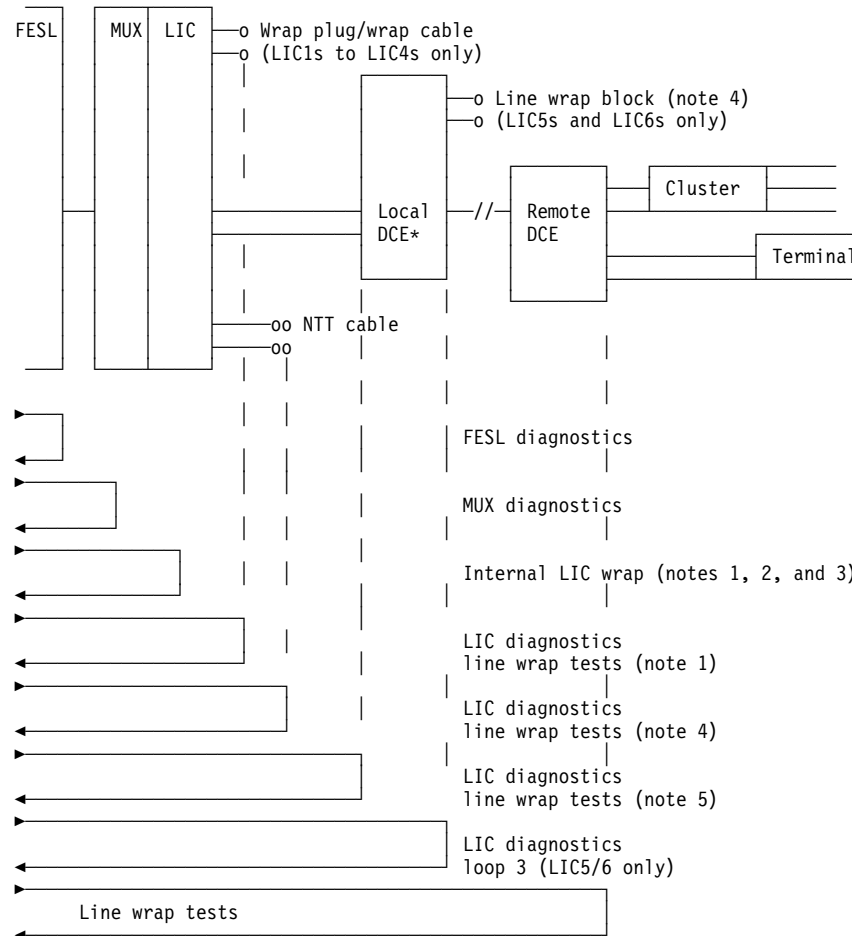 FESL MUX LIC o Wrap plug/wrap cable
o (LIC1s to LIC4s only)
o Line wrap block (note 4)
o (LIC5s and LIC6s only)
Cluster
Local // Remote
DCE* DCE
Terminal
oo NTT cable
oo
FESL diagnostics
MUX diagnostics
Internal LIC wrap (notes 1, 2, and 3)
LIC diagnostics
line wrap tests (note 1)
LIC diagnostics
line wrap tests (note 4)
LIC diagnostics
line wrap tests (note 5)
LIC diagnostics
loop 3 (LIC5/6 only)
Line wrap tests